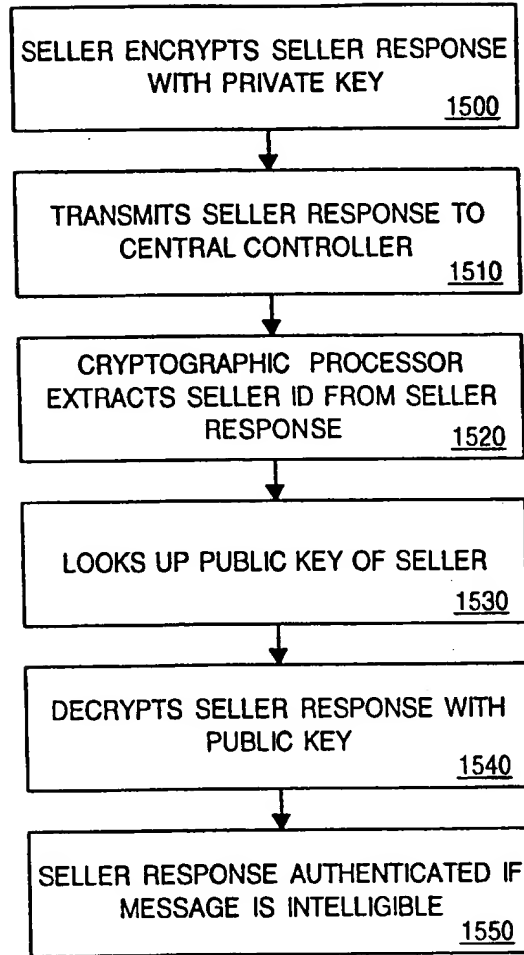 SELLER ENCRYPTS SELLER RESPONSE
WITH PRIVATE KEY
1500
TRANSMITS SELLER RESPONSE TO
CENTRAL CONTROLLER
1510
CRYPTOGRAPHIC PROCESSOR
EXTRACTS SELLER ID FROM SELLER
RESPONSE
1520
LOOKS UP PUBLIC KEY OF SELLER
1530
DECRYPTS SELLER RESPONSE WITH
PUBLIC KEY
1540
SELLER RESPONSE AUTHENTICATED IF
MESSAGE IS INTELLIGIBLE
1550